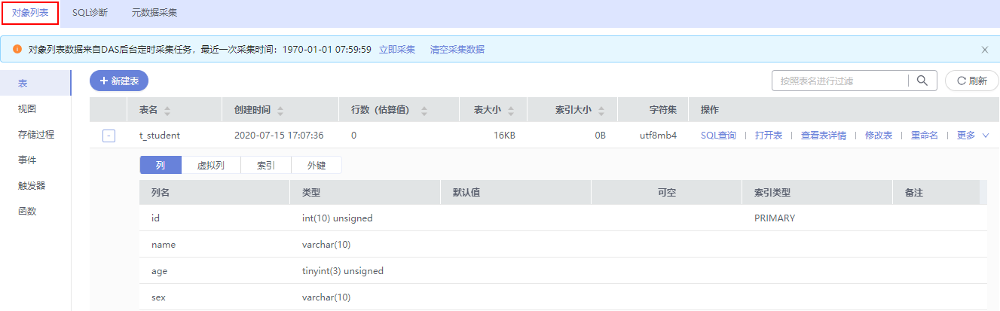 对象列表 SQL诊断 元数据采集
对象列表数据来自DAS后台定时采集任务，最近一次采集时间：1970-01-01 07:59:59 立即采集 清空采集数据
表
视图
存储过程
事件
触发器
函数
+ 新建表 按照表名进行过滤 刷新
表名 创建时间 行数（估算值） 表大小 索引大小 字符集 操作
t_student 2020-07-15 17:07:36 0 16KB 0B utf8mb4 SQL查询 | 打开表 | 查看表详情 | 修改表 | 重命名 | 更多
列 虚拟列 索引 外键
列名 类型 默认值 可空 索引类型 备注
id int(10) unsigned PRIMARY
name varchar(10)
age tinyint(3) unsigned
sex varchar(10)